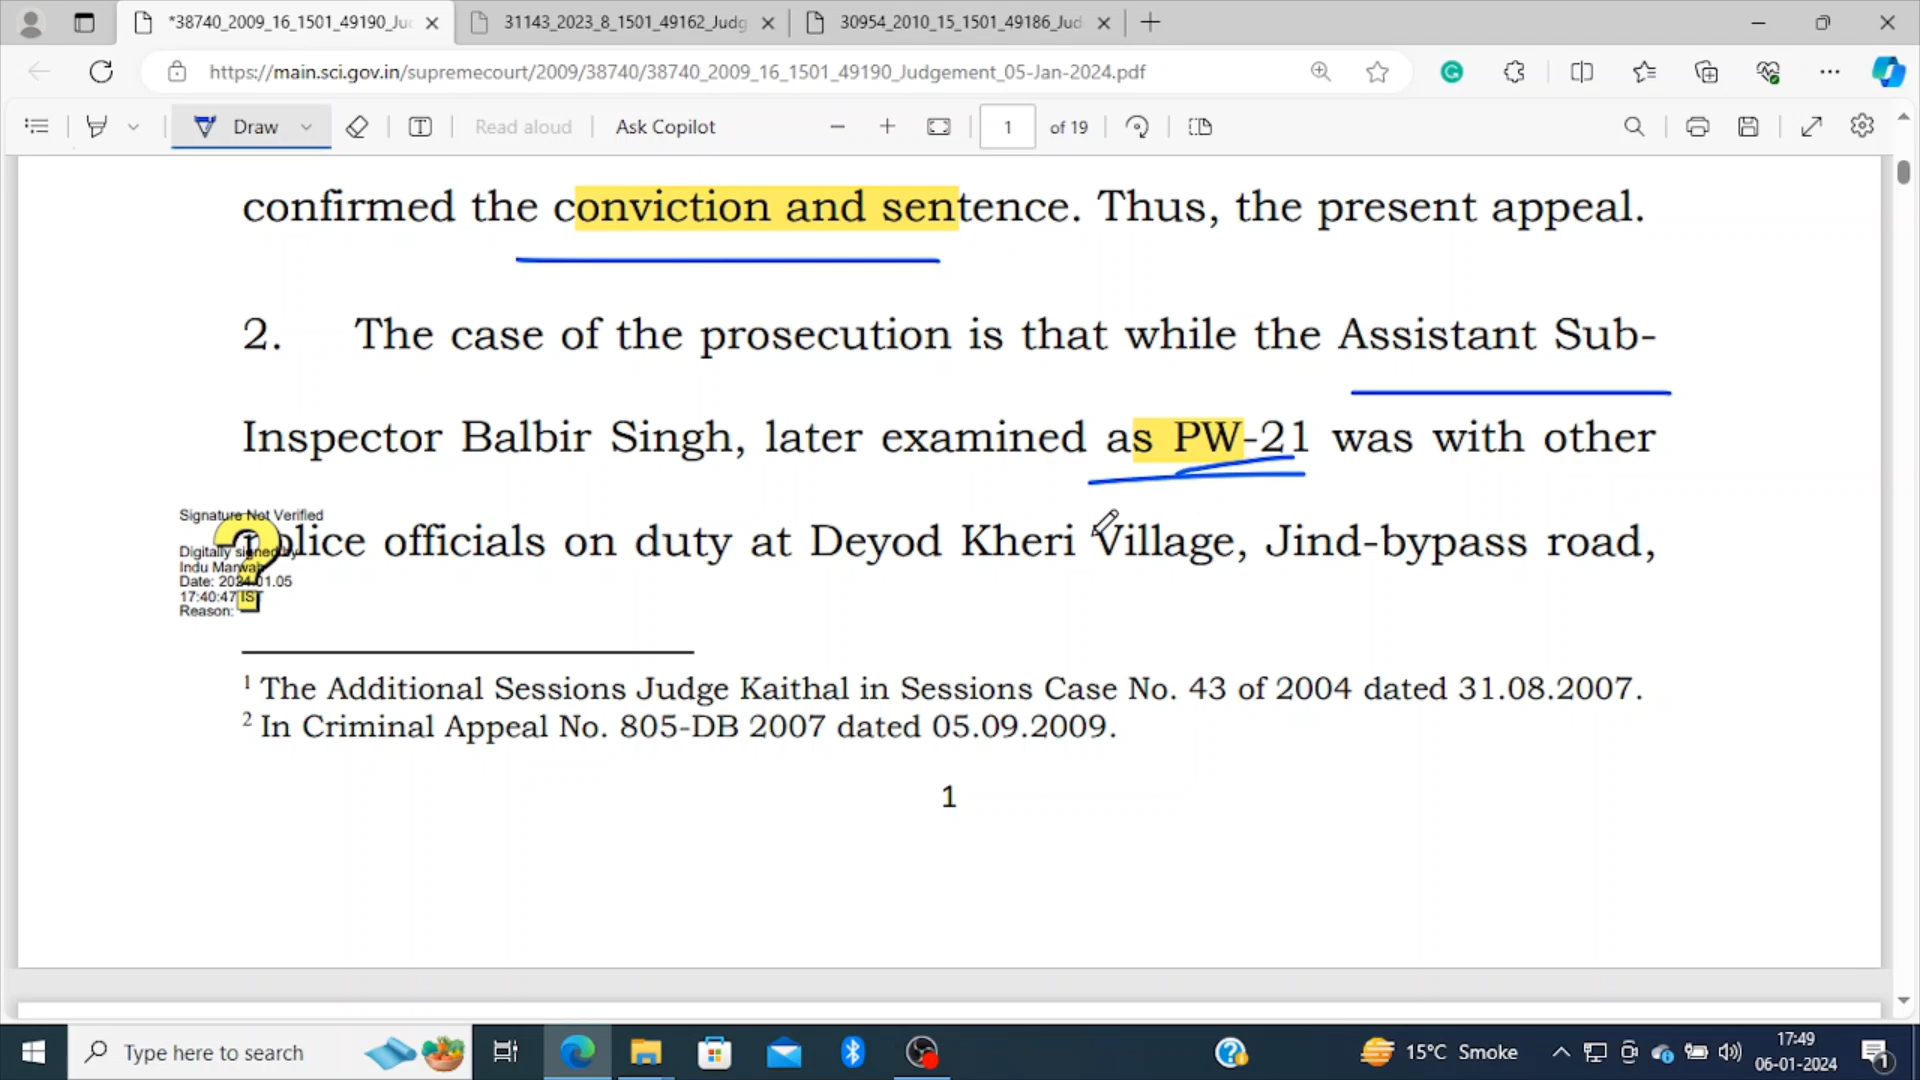 *38740_2009_16_1501_49190_Ju
31143_2023_8_1501_49162_Judg
30954_2010_15_1501_49186_Jud
https://main.sci.gov.in/supremecourt/2009/38740/38740_2009_16_1501_49190_Judgement_05-Jan-2024.pdf
Draw
Read aloud
Ask Copilot
1
of 19
confirmed the conviction and sentence. Thus, the present appeal.
2. The case of the prosecution is that while the Assistant Sub-
Inspector Balbir Singh, later examined as PW-21 was with other
police officials on duty at Deyod Kheri Village, Jind-bypass road,
Signature Not Verified
Digitally signed by
Indu Marwah
Date: 2024.01.05
17:40:47 IST
Reason:
1 The Additional Sessions Judge Kaithal in Sessions Case No. 43 of 2004 dated 31.08.2007.
2 In Criminal Appeal No. 805-DB 2007 dated 05.09.2009.
1
Type here to search
15°C Smoke
17:49
06-01-2024
1